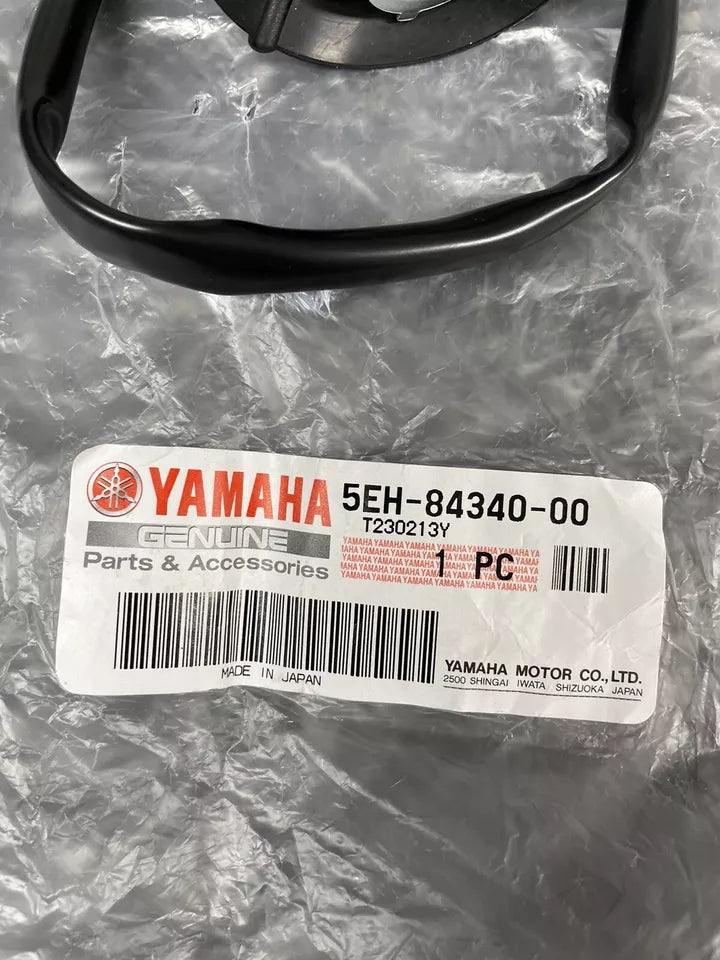 YAMAHA
GENUINE
Parts & Accessories
5EH-84340-00
T230213Y
YAMAHA YAMAHA YAMAHA YAMAHA YAMAHA YA
1 PC
MADE IN JAPAN
YAMAHA MOTOR CO.,LTD.
2500 SHINGAI IWATA SHIZUOKA JAPAN